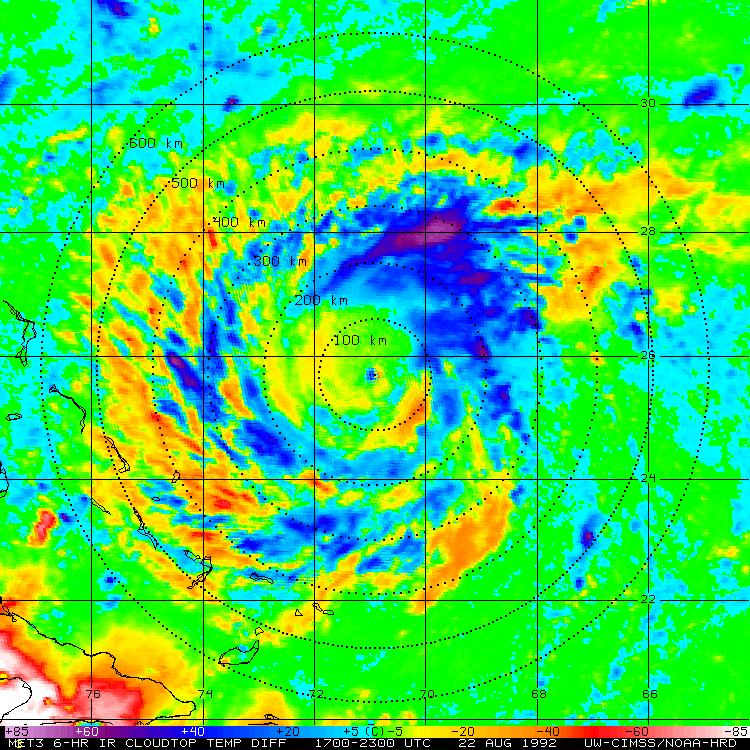 30
600 km
500 km
400 km
28
300 km
200 km
100 km
26
24
22
76 74 72 70 68 66
+85 +60 +40 +20 +5(C)-5 -20 -40 -60 -85
MET3 6-HR IR CLOUDTOP TEMP DIFF 1700-2300 UTC 22 AUG 1992 UW-CIMSS/NOAA-HRD